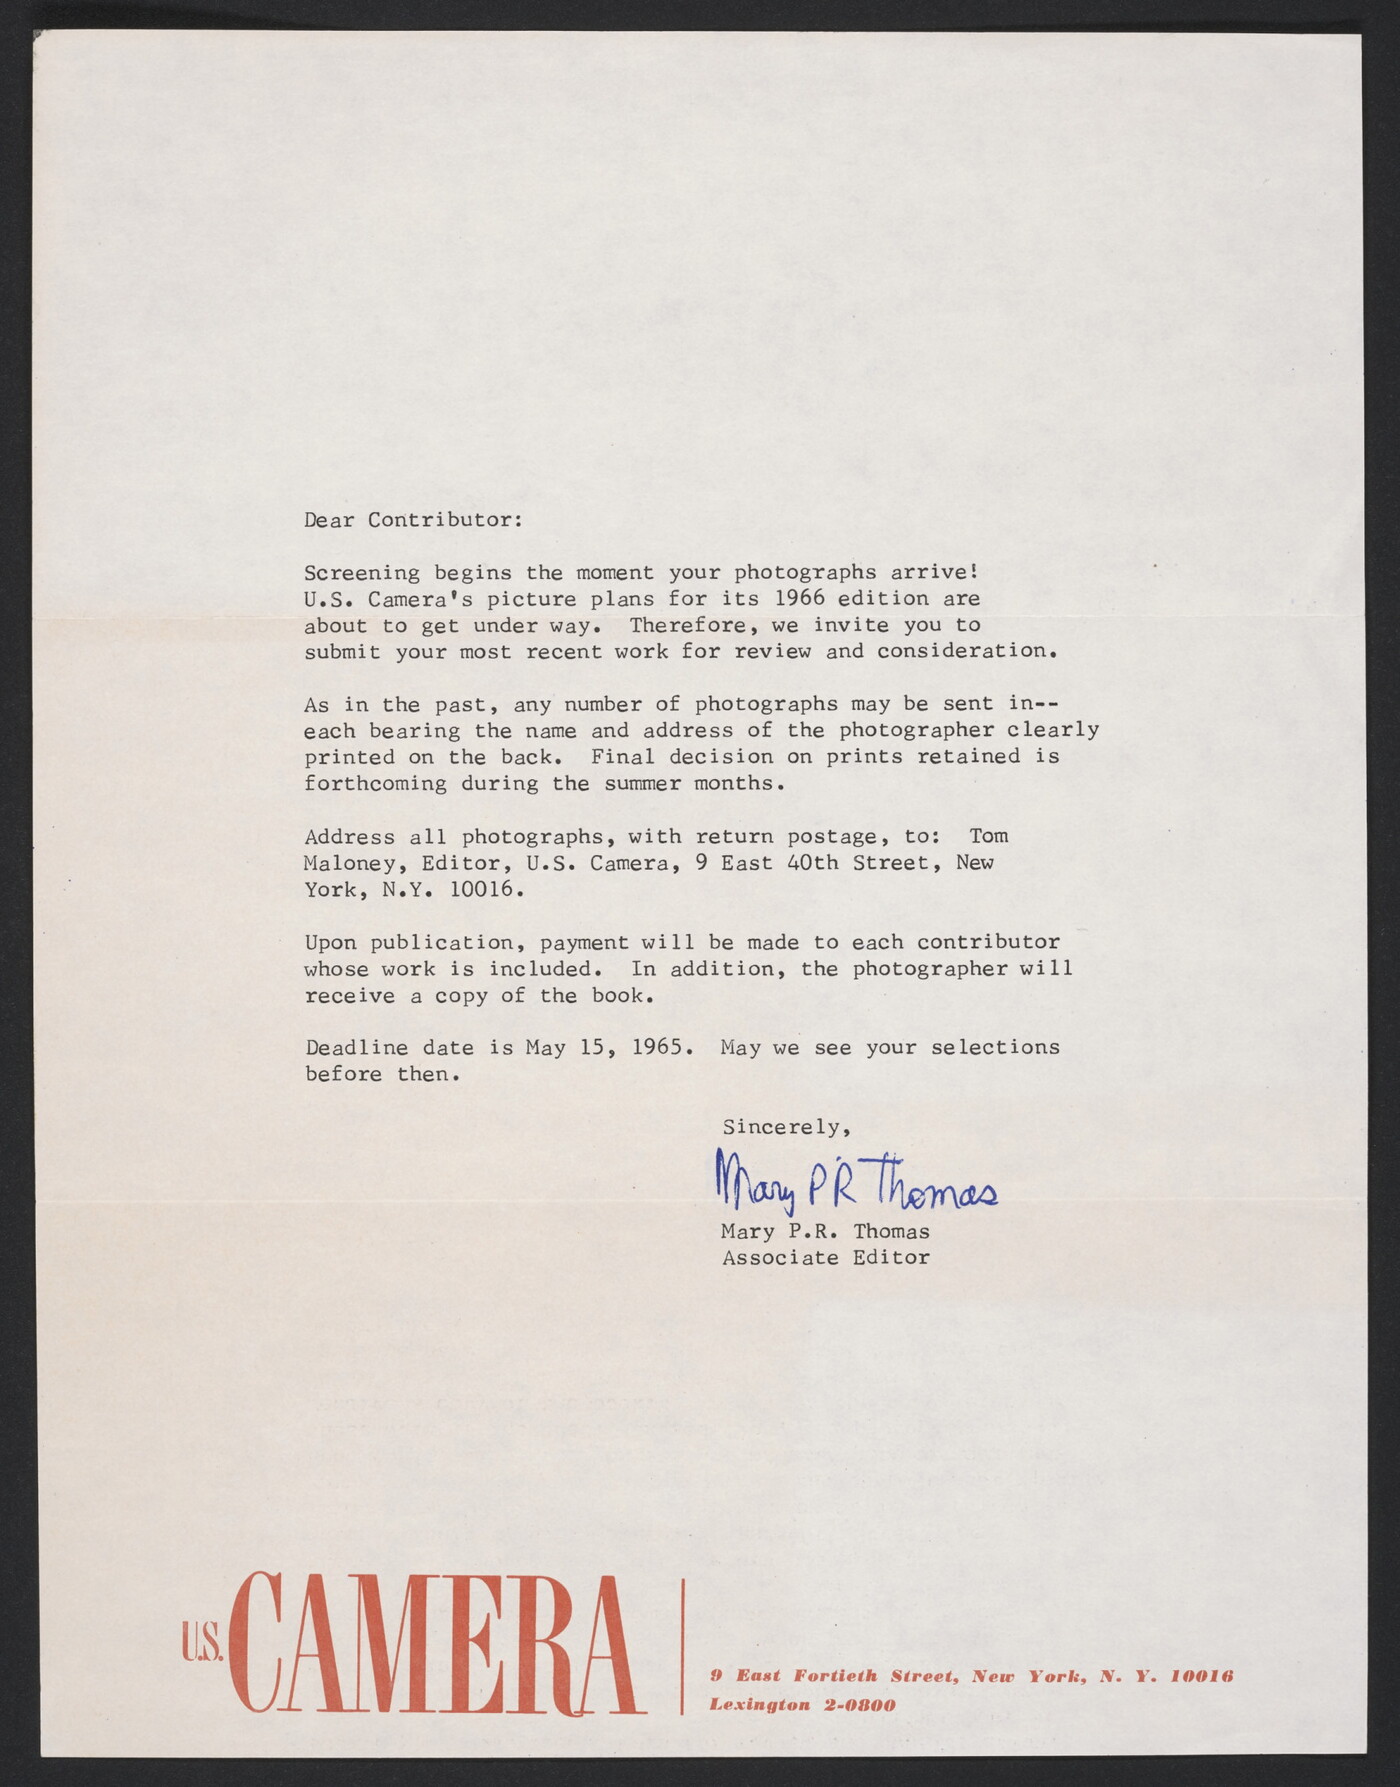 Dear Contributor:
Screening begins the moment your photographs arrive!
U.S. Camera's picture plans for its 1966 edition are
about to get under way.  Therefore, we invite you to
submit your most recent work for review and consideration.
As in the past, any number of photographs may be sent in--
each bearing the name and address of the photographer clearly
printed on the back.  Final decision on prints retained is
forthcoming during the summer months.
Address all photographs, with return postage, to:  Tom
Maloney, Editor, U.S. Camera, 9 East 40th Street, New
York, N.Y. 10016.
Upon publication, payment will be made to each contributor
whose work is included.  In addition, the photographer will
receive a copy of the book.
Deadline date is May 15, 1965.  May we see your selections
before then.
Sincerely,
Mary P.R. Thomas
Mary P.R. Thomas
Associate Editor
U.S. CAMERA
9 East Fortieth Street, New York, N. Y. 10016
Lexington 2-0800